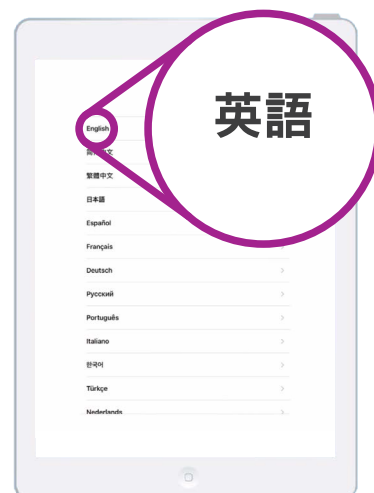 英語
English
繁體中文
日本語
Español
Français
Deutsch
Русский
Português
Italiano
한국어
Türkçe
Nederlands